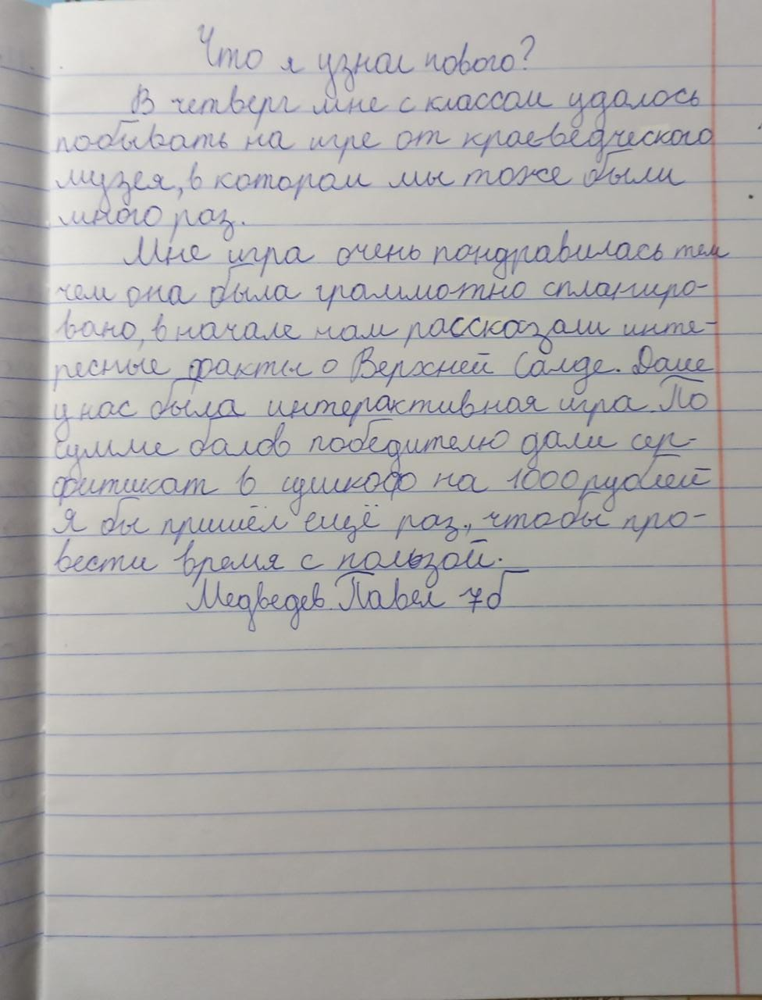 Что я узнал нового?
В четверг мне с классом удалось
побывать на игре от краеведческого
музея, в котором мы тоже были
много раз.
Мне игра очень пондравилась тем
чем она была граммотно спланиро-
вано, в начале нам рассказали инте-
ресные факты о Верхней Салде. Далее
у нас была интерактивная игра. По
сумме балов победителю дали сер-
фитикат в сушкоф на 1000 рублей
Я бы пришёл ещё раз, чтобы про-
вести время с пользой.
Медведев Павел 7б